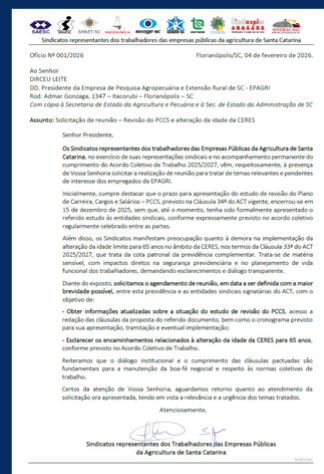 SAESC
SINTAGRI
SEAGRO-SC
Sindicatos representantes dos trabalhadores das empresas públicas da agricultura de Santa Catarina
Ofício Nº 001/2026 Florianópolis/SC, 04 de fevereiro de 2026.
Ao Senhor
DIRCEU LEITE
DD. Presidente da Empresa de Pesquisa Agropecuária e Extensão Rural de SC - EPAGRI
Rod. Admar Gonzaga, 1347 – Itacorubi – Florianópolis – SC
Com cópia à Secretaria de Estado da Agricultura e Pecuária e à Sec. de Estado da Administração de SC
Assunto: Solicitação de reunião – Revisão do PCCS e alteração da idade da CERES
Senhor Presidente,
Os Sindicatos representantes dos trabalhadores das Empresas Públicas da Agricultura de Santa
Catarina, no exercício de suas representações sindicais e no acompanhamento permanente do
cumprimento do Acordo Coletivo de Trabalho 2025/2027, vêm, respeitosamente, à presença
de Vossa Senhoria solicitar a realização de reunião para tratar de temas relevantes e pendentes
de interesse dos empregados da EPAGRI.
Inicialmente, cumpre destacar que o prazo para apresentação do estudo de revisão do Plano
de Carreira, Cargos e Salários – PCCS, previsto na Cláusula 34ª do ACT vigente, encerrou-se em
15 de dezembro de 2025, sem que, até o momento, tenha sido formalmente apresentado o
referido estudo às entidades sindicais, conforme expressamente previsto no acordo coletivo
regularmente celebrado entre as partes.
Além disso, os Sindicatos manifestam preocupação quanto à demora na implementação da
alteração da idade limite para 65 anos no âmbito da CERES, nos termos da Cláusula 33ª do ACT
2025/2027, que trata da cota patronal da previdência complementar. Trata-se de matéria
sensível, com impactos diretos na segurança previdenciária e no planejamento de vida
funcional dos trabalhadores, demandando esclarecimentos e diálogo transparente.
Diante do exposto, solicitamos o agendamento de reunião, em data a ser definida com a maior
brevidade possível, entre esta presidência e as entidades sindicais signatárias do ACT, com o
objetivo de:
- Obter informações atualizadas sobre a situação do estudo de revisão do PCCS, acesso a
redação das cláusulas da proposta do referido documento, bem como o cronograma previsto
para sua apresentação, tramitação e eventual implementação;
- Esclarecer os encaminhamentos relacionados à alteração da idade da CERES para 65 anos,
conforme previsto no Acordo Coletivo de Trabalho.
Reiteramos que o diálogo institucional e o cumprimento das cláusulas pactuadas são
fundamentais para a manutenção da boa-fé negocial e respeito às normas coletivas de
trabalho.
Certos da atenção de Vossa Senhoria, aguardamos retorno quanto ao atendimento da
solicitação ora apresentada, tendo em vista a relevância e a urgência dos temas tratados.
Atenciosamente,
Sindicatos representantes dos Trabalhadores das Empresas Públicas
da Agricultura de Santa Catarina